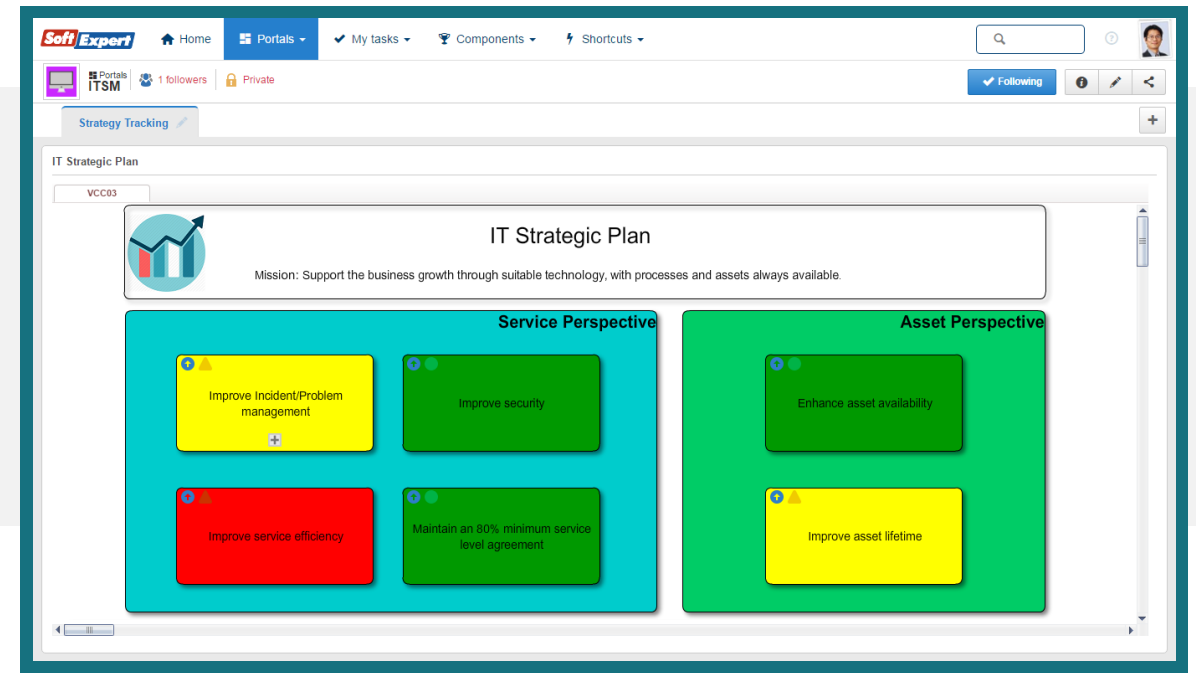 Soft Expert
Home
Portals
My tasks
Components
Shortcuts
Portals
ITSM
1 followers
Private
Following
Strategy Tracking
IT Strategic Plan
VCC03
IT Strategic Plan
Mission: Support the business growth through suitable technology, with processes and assets always available.
Service Perspective
Asset Perspective
Improve Incident/Problem
management
Improve security
Enhance asset availability
Improve service efficiency
Maintain an 80% minimum service
level agreement
Improve asset lifetime